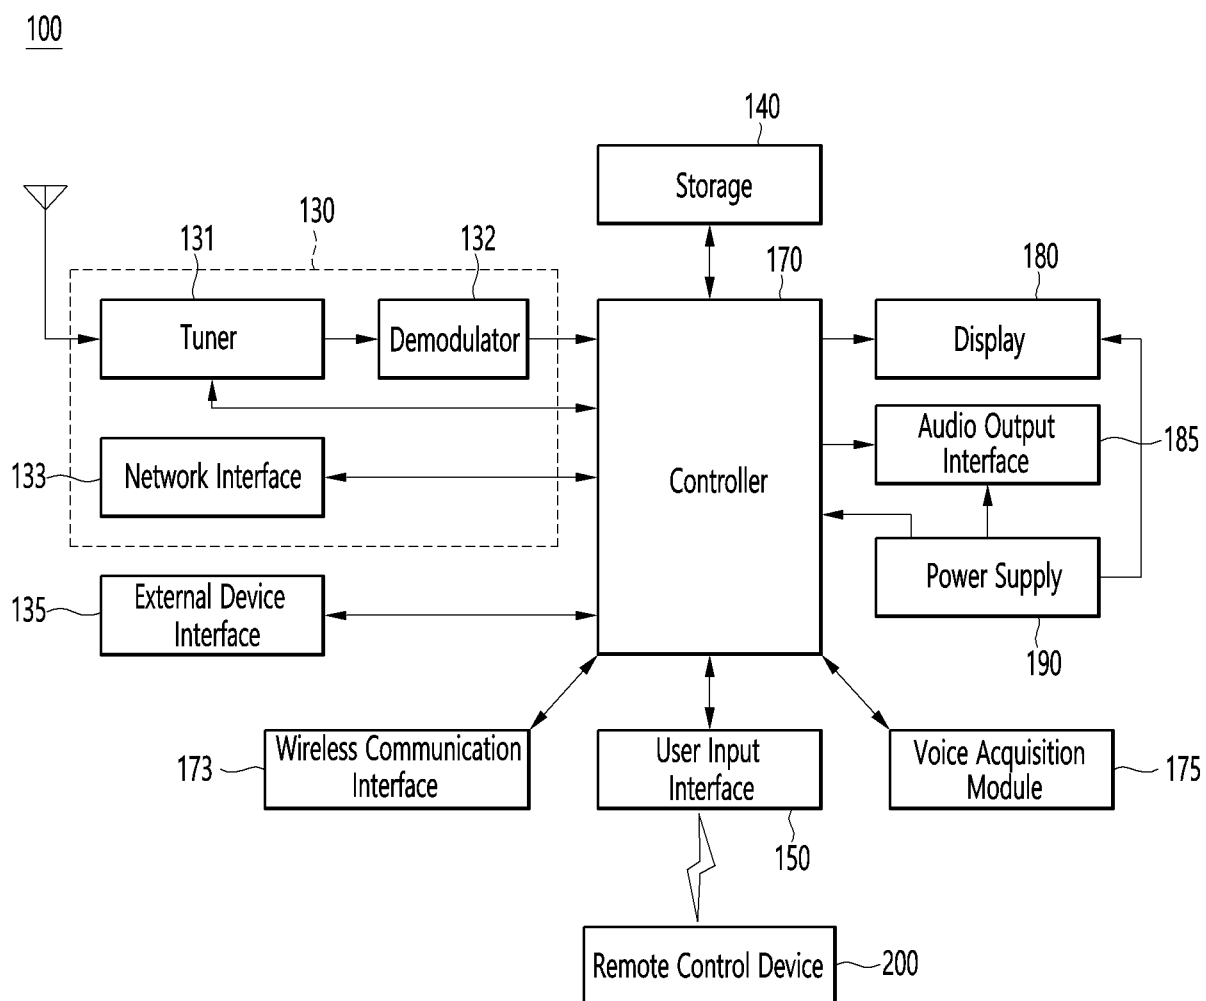 100
140
Storage
130
131
132
170
180
Tuner
Demodulator
Display
Controller
Audio Output
Interface
185
133
Network Interface
Power Supply
190
135
External Device
Interface
173
Wireless Communication
Interface
User Input
Interface
150
Voice Acquisition
Module
175
Remote Control Device
200